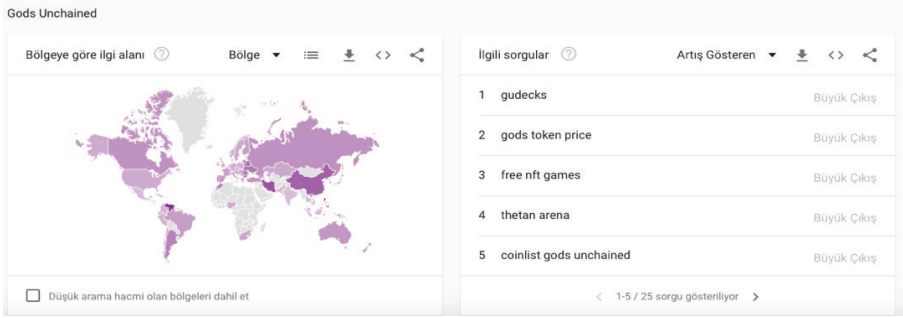 Gods Unchained
Bölgeye göre ilgi alanı
Bölge
İlgili sorgular
Artış Gösteren
1 gudecks Büyük Çıkış
2 gods token price Büyük Çıkış
3 free nft games Büyük Çıkış
4 thetan arena Büyük Çıkış
5 coinlist gods unchained Büyük Çıkış
Düşük arama hacmi olan bölgeleri dahil et
1-5 / 25 sorgu gösteriliyor